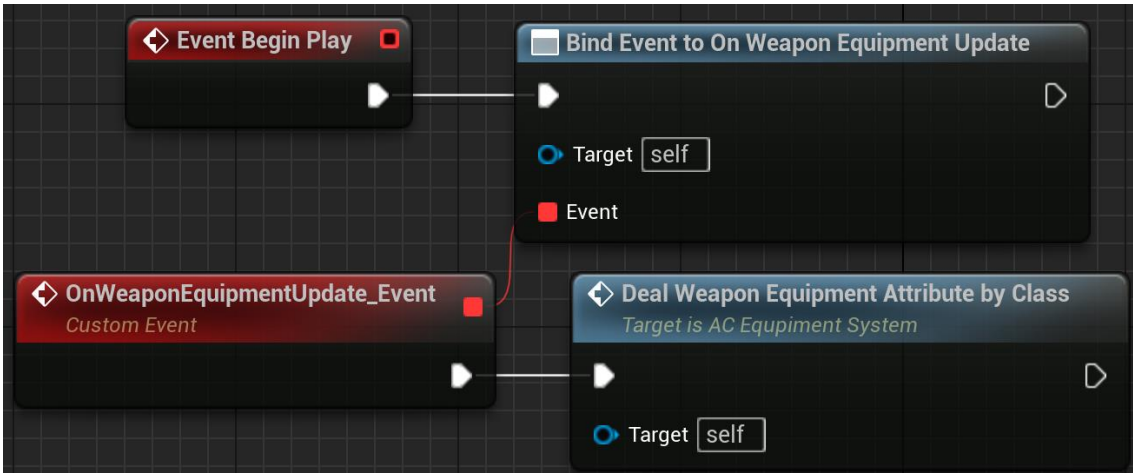 Event Begin Play
Bind Event to On Weapon Equipment Update
Target self
Event
OnWeaponEquipmentUpdate_Event
Custom Event
Deal Weapon Equipment Attribute by Class
Target is AC Equpiment System
Target self